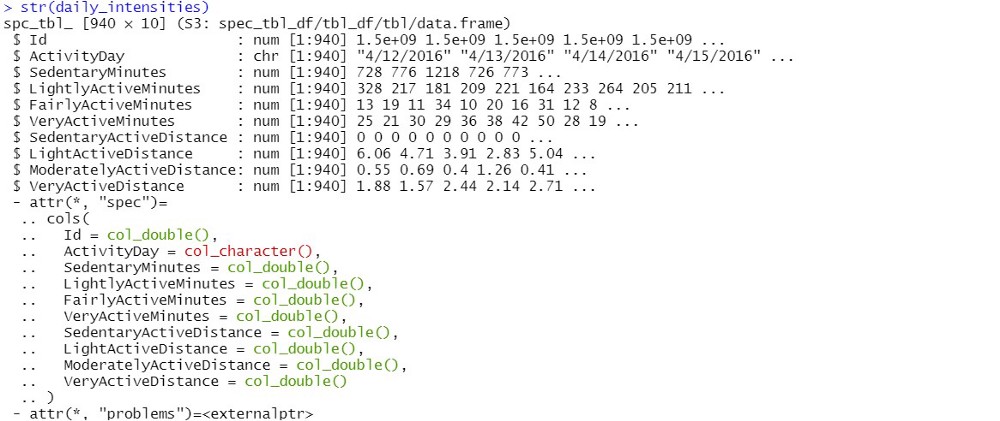 > str(daily_intensities)
spc_tbl_ [940 × 10] (S3: spec_tbl_df/tbl_df/tbl/data.frame)
 $ Id                      : num [1:940] 1.5e+09 1.5e+09 1.5e+09 1.5e+09 1.5e+09 ...
 $ ActivityDay             : chr [1:940] "4/12/2016" "4/13/2016" "4/14/2016" "4/15/2016" ...
 $ SedentaryMinutes        : num [1:940] 728 776 1218 726 773 ...
 $ LightlyActiveMinutes    : num [1:940] 328 217 181 209 221 164 233 264 205 211 ...
 $ FairlyActiveMinutes     : num [1:940] 13 19 11 34 10 20 16 31 12 8 ...
 $ VeryActiveMinutes       : num [1:940] 25 21 30 29 36 38 42 50 28 19 ...
 $ SedentaryActiveDistance : num [1:940] 0 0 0 0 0 0 0 0 0 0 ...
 $ LightActiveDistance     : num [1:940] 6.06 4.71 3.91 2.83 5.04 ...
 $ ModeratelyActiveDistance: num [1:940] 0.55 0.69 0.4 1.26 0.41 ...
 $ VeryActiveDistance      : num [1:940] 1.88 1.57 2.44 2.14 2.71 ...
 - attr(*, "spec")=
  .. cols(
  ..   Id = col_double(),
  ..   ActivityDay = col_character(),
  ..   SedentaryMinutes = col_double(),
  ..   LightlyActiveMinutes = col_double(),
  ..   FairlyActiveMinutes = col_double(),
  ..   VeryActiveMinutes = col_double(),
  ..   SedentaryActiveDistance = col_double(),
  ..   LightActiveDistance = col_double(),
  ..   ModeratelyActiveDistance = col_double(),
  ..   VeryActiveDistance = col_double()
  .. )
 - attr(*, "problems")=<externalptr>